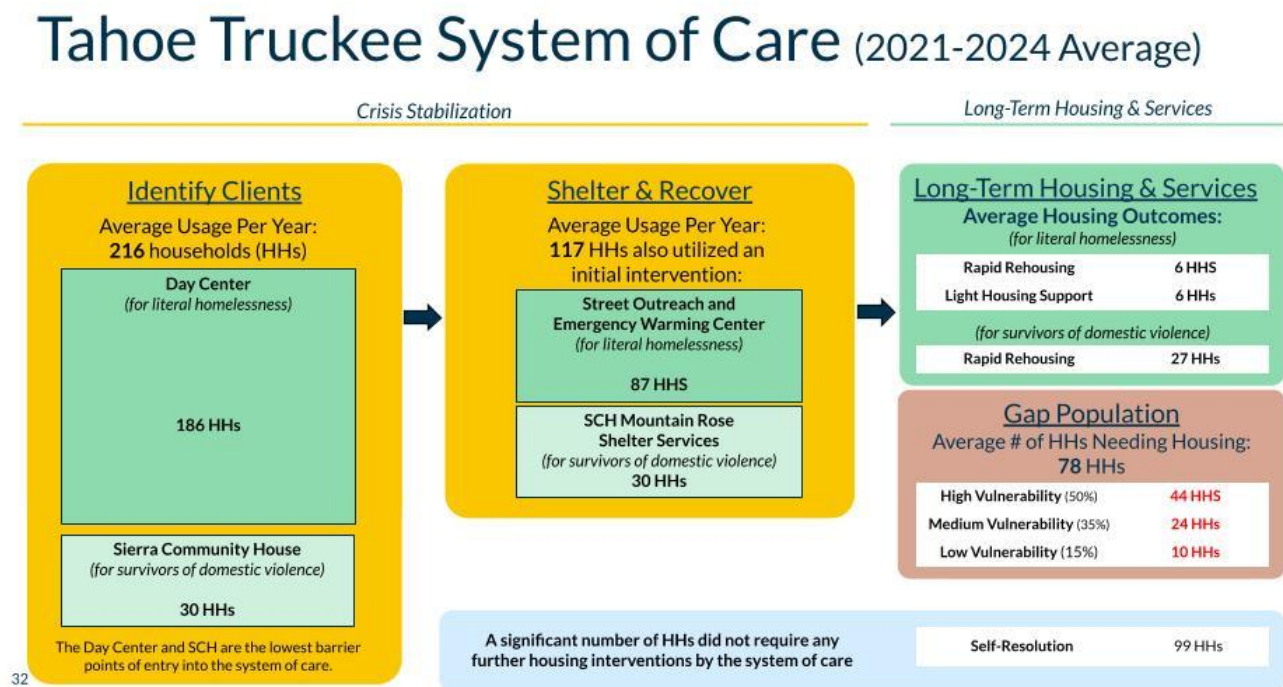 Tahoe Truckee System of Care (2021-2024 Average)
Crisis Stabilization
Long-Term Housing & Services
Identify Clients
Average Usage Per Year:
216 households (HHs)
Day Center
(for literal homelessness)
186 HHs
Sierra Community House
(for survivors of domestic violence)
30 HHs
The Day Center and SCH are the lowest barrier
points of entry into the system of care.
Shelter & Recover
Average Usage Per Year:
117 HHs also utilized an
initial intervention:
Street Outreach and
Emergency Warming Center
(for literal homelessness)
87 HHS
SCH Mountain Rose
Shelter Services
(for survivors of domestic violence)
30 HHs
Long-Term Housing & Services
Average Housing Outcomes:
(for literal homelessness)
Rapid Rehousing 6 HHS
Light Housing Support 6 HHs
(for survivors of domestic violence)
Rapid Rehousing 27 HHs
Gap Population
Average # of HHs Needing Housing:
78 HHs
High Vulnerability (50%) 44 HHS
Medium Vulnerability (35%) 24 HHs
Low Vulnerability (15%) 10 HHs
A significant number of HHs did not require any
further housing interventions by the system of care
Self-Resolution 99 HHs
32